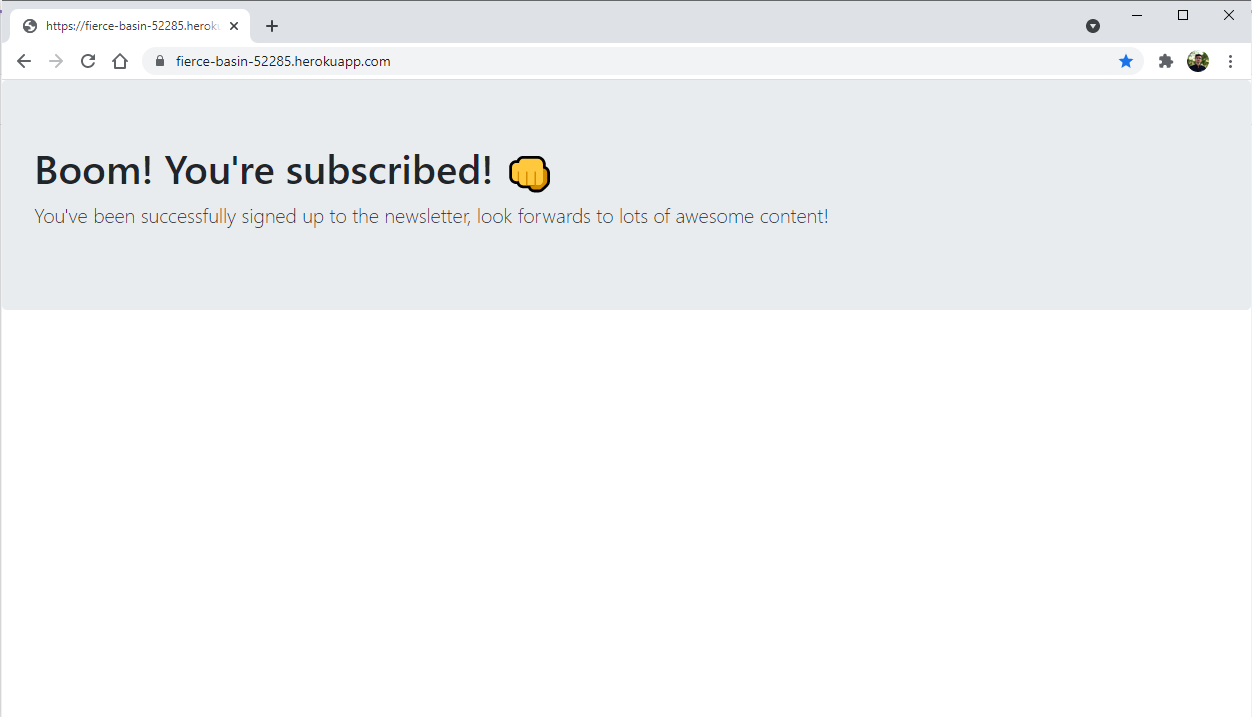 https://fierce-basin-52285.heroku
fierce-basin-52285.herokuapp.com
Boom! You're subscribed! 👊
You've been successfully signed up to the newsletter, look forwards to lots of awesome content!